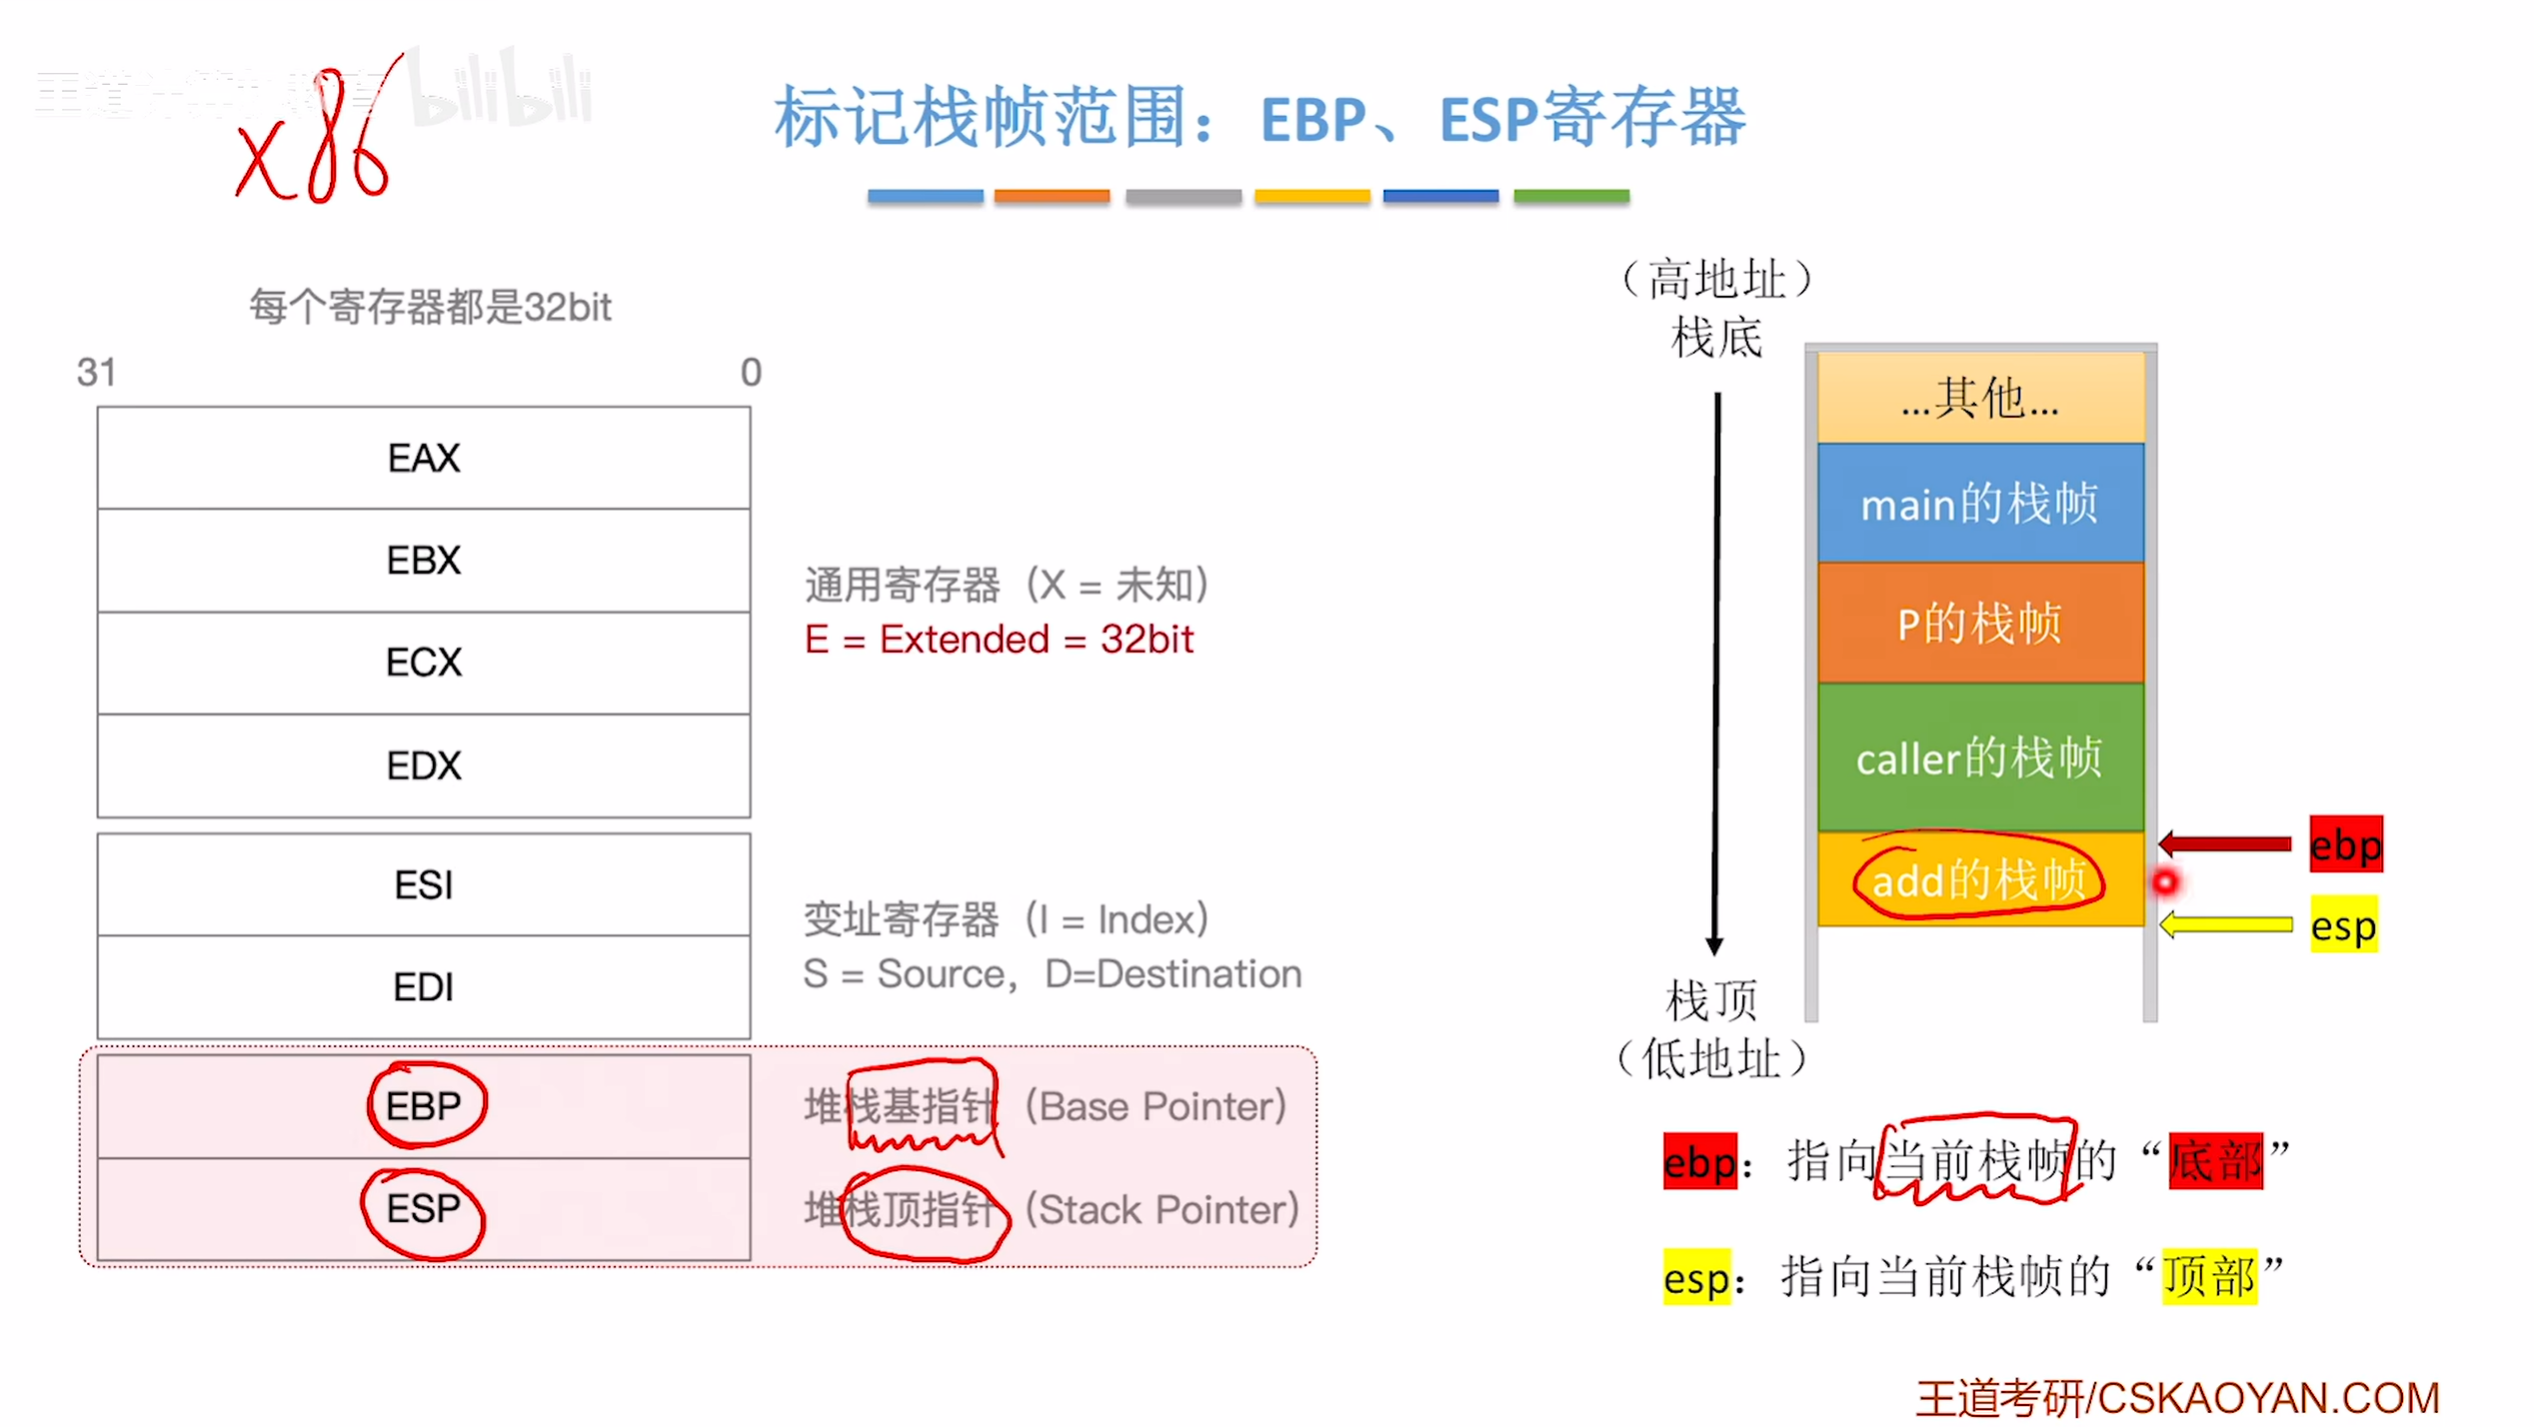 王道计算机教育 bilibili
x86
标记栈帧范围：EBP、ESP寄存器
每个寄存器都是32bit
31 0
EAX
EBX
ECX
EDX
通用寄存器（X = 未知）
E = Extended = 32bit
ESI
EDI
变址寄存器（I = Index）
S = Source，D=Destination
EBP
堆栈基指针（Base Pointer）
ESP
堆栈顶指针（Stack Pointer）
（高地址）
栈底
...其他...
main的栈帧
P的栈帧
caller的栈帧
add的栈帧
ebp
esp
栈顶
（低地址）
ebp：指向当前栈帧的“底部”
esp：指向当前栈帧的“顶部”
王道考研/CSKAOYAN.COM